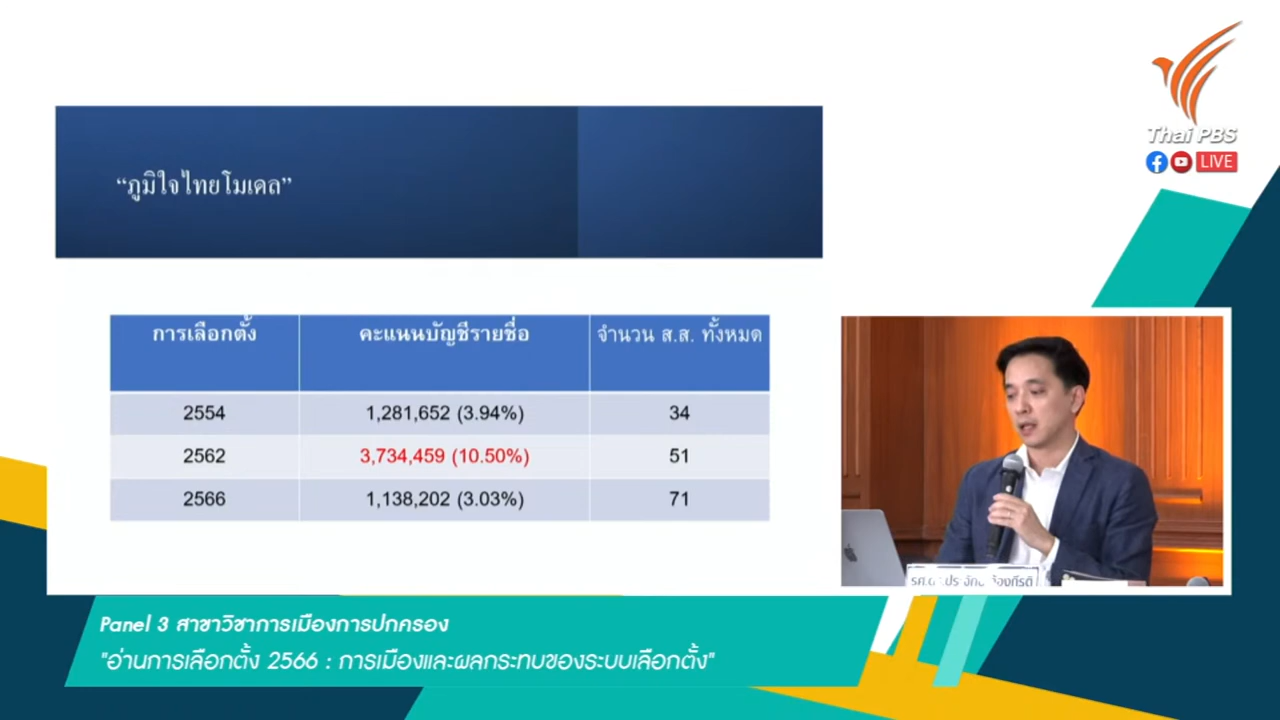 Thai PBS
LIVE
“ภูมิใจไทยโมเดล”
การเลือกตั้ง คะแนนบัญชีรายชื่อ จำนวน ส.ส. ทั้งหมด
2554 1,281,652 (3.94%) 34
2562 3,734,459 (10.50%) 51
2566 1,138,202 (3.03%) 71
Panel 3 สาขาวิชาการเมืองการปกครอง
"อ่านการเลือกตั้ง 2566 : การเมืองและผลกระทบของระบบเลือกตั้ง"